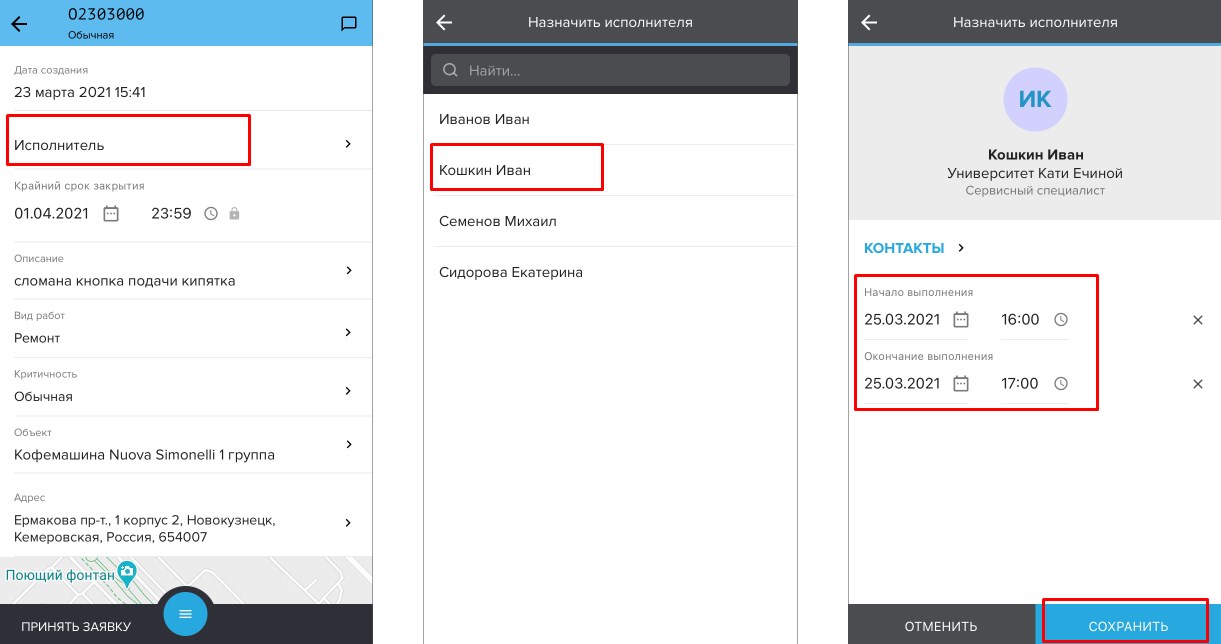 O2303000
Обычная
Дата создания
23 марта 2021 15:41
Исполнитель
Крайний срок закрытия
01.04.2021 23:59
Описание
сломана кнопка подачи кипятка
Вид работ
Ремонт
Критичность
Обычная
Объект
Кофемашина Nuova Simonelli 1 группа
Адрес
Ермакова пр-т., 1 корпус 2, Новокузнецк,
Кемеровская, Россия, 654007
Поющий фонтан
ПРИНЯТЬ ЗАЯВКУ
Назначить исполнителя
Найти...
Иванов Иван
Кошкин Иван
Семенов Михаил
Сидорова Екатерина
Назначить исполнителя
ИК
Кошкин Иван
Университет Кати Ечиной
Сервисный специалист
КОНТАКТЫ
Начало выполнения
25.03.2021 16:00
Окончание выполнения
25.03.2021 17:00
ОТМЕНИТЬ
СОХРАНИТЬ